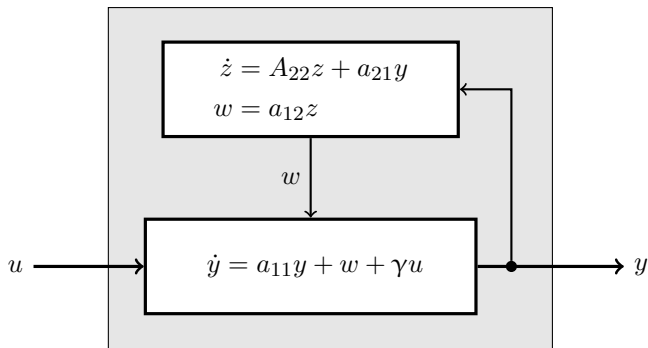 ż = A₂₂z + a₂₁y
w = a₁₂z
w
u
ẏ = a₁₁y + w + γu
y